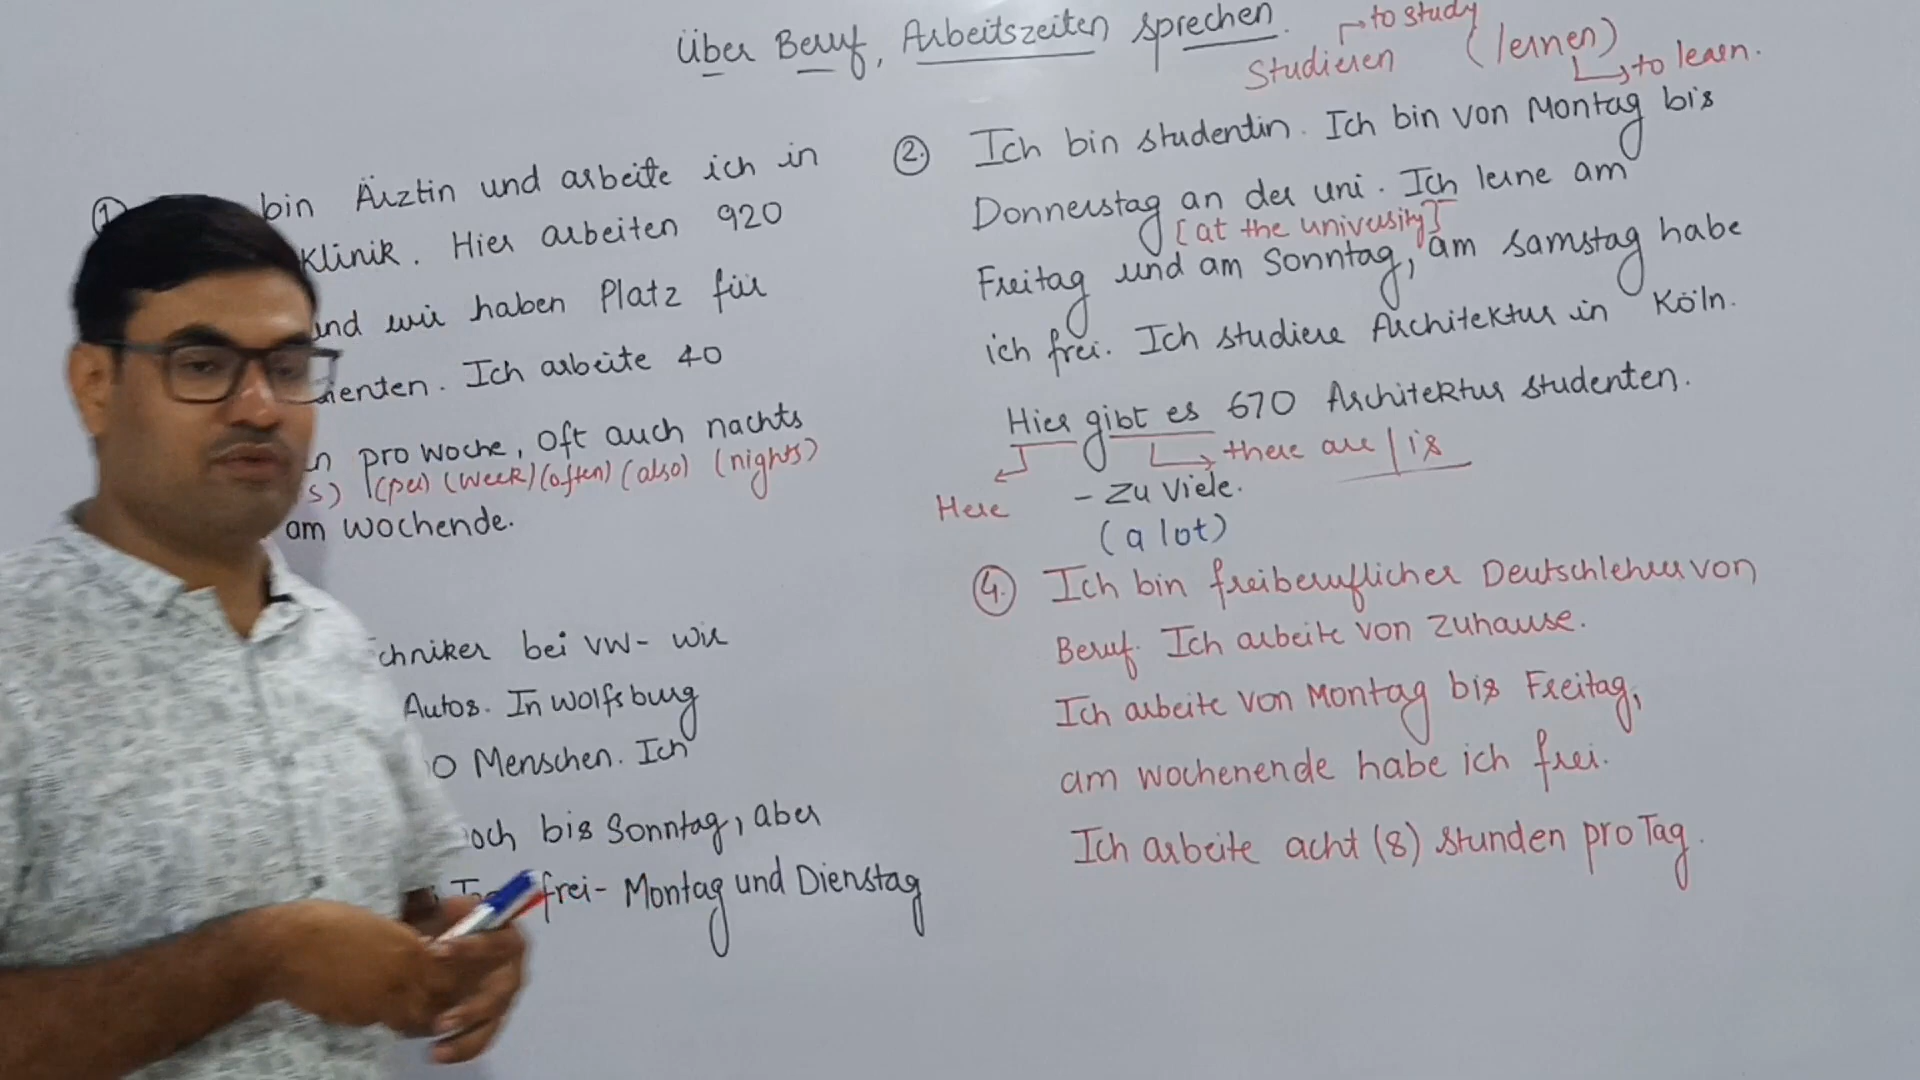 Über Beruf, Arbeitszeiten sprechen.
Studieren
to study
(lernen)
to learn.
①
bin Ärztin und arbeite ich in
Klinik. Hier arbeiten 920
und wir haben Platz für
ienten. Ich arbeite 40
n pro Woche, oft auch nachts
s) (per) (week) (often) (also) (nights)
am Wochende.
chniker bei VW- wir
Autos. In Wolfsburg
0 Menschen. Ich
och bis Sonntag, aber
frei- Montag und Dienstag
② Ich bin studentin. Ich bin von Montag bis
Donnerstag an der uni. Ich lerne am
[at the university]
Freitag und am Sonntag, am Samstag habe
ich frei. Ich studiere Architektur in Köln.
Hier gibt es 670 Architektur studenten.
there are / is
Here
- Zu Viele.
(a lot)
④ Ich bin freiberuflicher Deutschlehrer von
Beruf. Ich arbeite von zuhause.
Ich arbeite von Montag bis Freitag,
am wochenende habe ich frei.
Ich arbeite acht (8) stunden pro Tag.